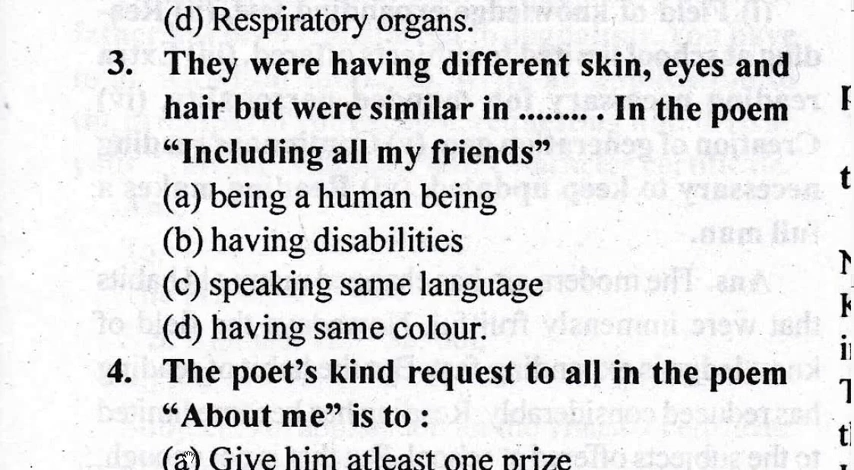 (d) Respiratory organs.
3. They were having different skin, eyes and
hair but were similar in ........ . In the poem
“Including all my friends”
(a) being a human being
(b) having disabilities
(c) speaking same language
(d) having same colour.
4. The poet’s kind request to all in the poem
“About me” is to :
(a) Give him atleast one prize